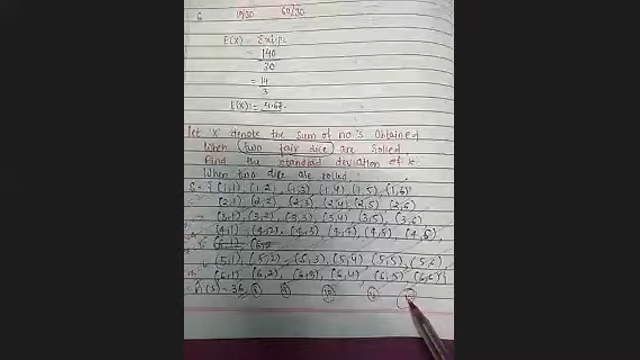 6 10/30 60/30
E(X) = Σxipi
= 140
30
= 14
3
E(X) = 4.67
let 'X' denote the sum of no.s Obtained
When two fair dice are rolled.
Find the standard deviation of x.
When two dice are rolled,
S = { (1,1), (1,2), (1,3), (1,4), (1,5), (1,6)
(2,1), (2,2), (2,3), (2,4), (2,5), (2,6)
(3,1), (3,2), (3,3), (3,4), (3,5), (3,6)
(4,1), (4,2), (4,3), (4,4), (4,5), (4,6),
(5,1), (5,2), (5,3), (5,4), (5,5), (5,6)
(6,1), (6,2), (6,3), (6,4), (6,5), (6,6)}
n(s) = 36